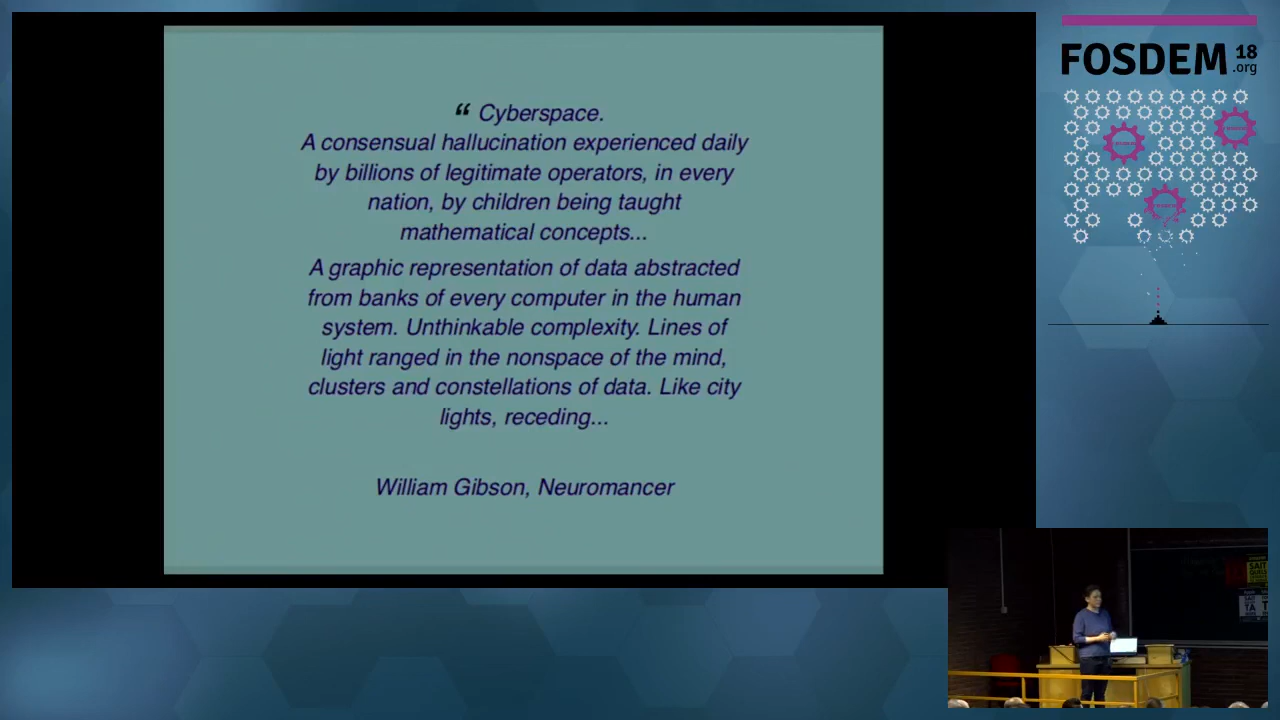 “ Cyberspace.
A consensual hallucination experienced daily
by billions of legitimate operators, in every
nation, by children being taught
mathematical concepts...
A graphic representation of data abstracted
from banks of every computer in the human
system. Unthinkable complexity. Lines of
light ranged in the nonspace of the mind,
clusters and constellations of data. Like city
lights, receding...
William Gibson, Neuromancer
FOSDEM 18
.org
SAIT
TA